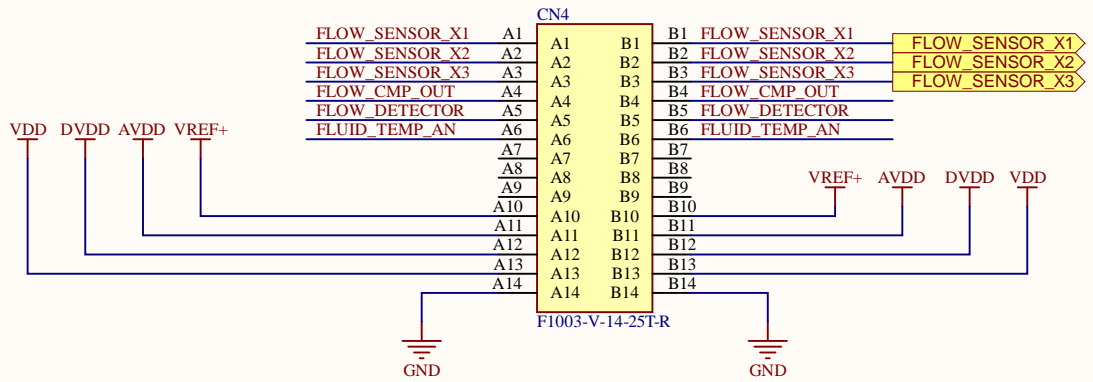 CN4
FLOW_SENSOR_X1 A1 A1 B1 B1 FLOW_SENSOR_X1 FLOW_SENSOR_X1
FLOW_SENSOR_X2 A2 A2 B2 B2 FLOW_SENSOR_X2 FLOW_SENSOR_X2
FLOW_SENSOR_X3 A3 A3 B3 B3 FLOW_SENSOR_X3 FLOW_SENSOR_X3
FLOW_CMP_OUT A4 A4 B4 B4 FLOW_CMP_OUT
FLOW_DETECTOR A5 A5 B5 B5 FLOW_DETECTOR
VDD DVDD AVDD VREF+ FLUID_TEMP_AN A6 A6 B6 B6 FLUID_TEMP_AN
A7 A7 B7 B7
A8 A8 B8 B8 VREF+ AVDD DVDD VDD
A9 A9 B9 B9
A10 A10 B10 B10
A11 A11 B11 B11
A12 A12 B12 B12
A13 A13 B13 B13
A14 A14 B14 B14
F1003-V-14-25T-R
GND GND